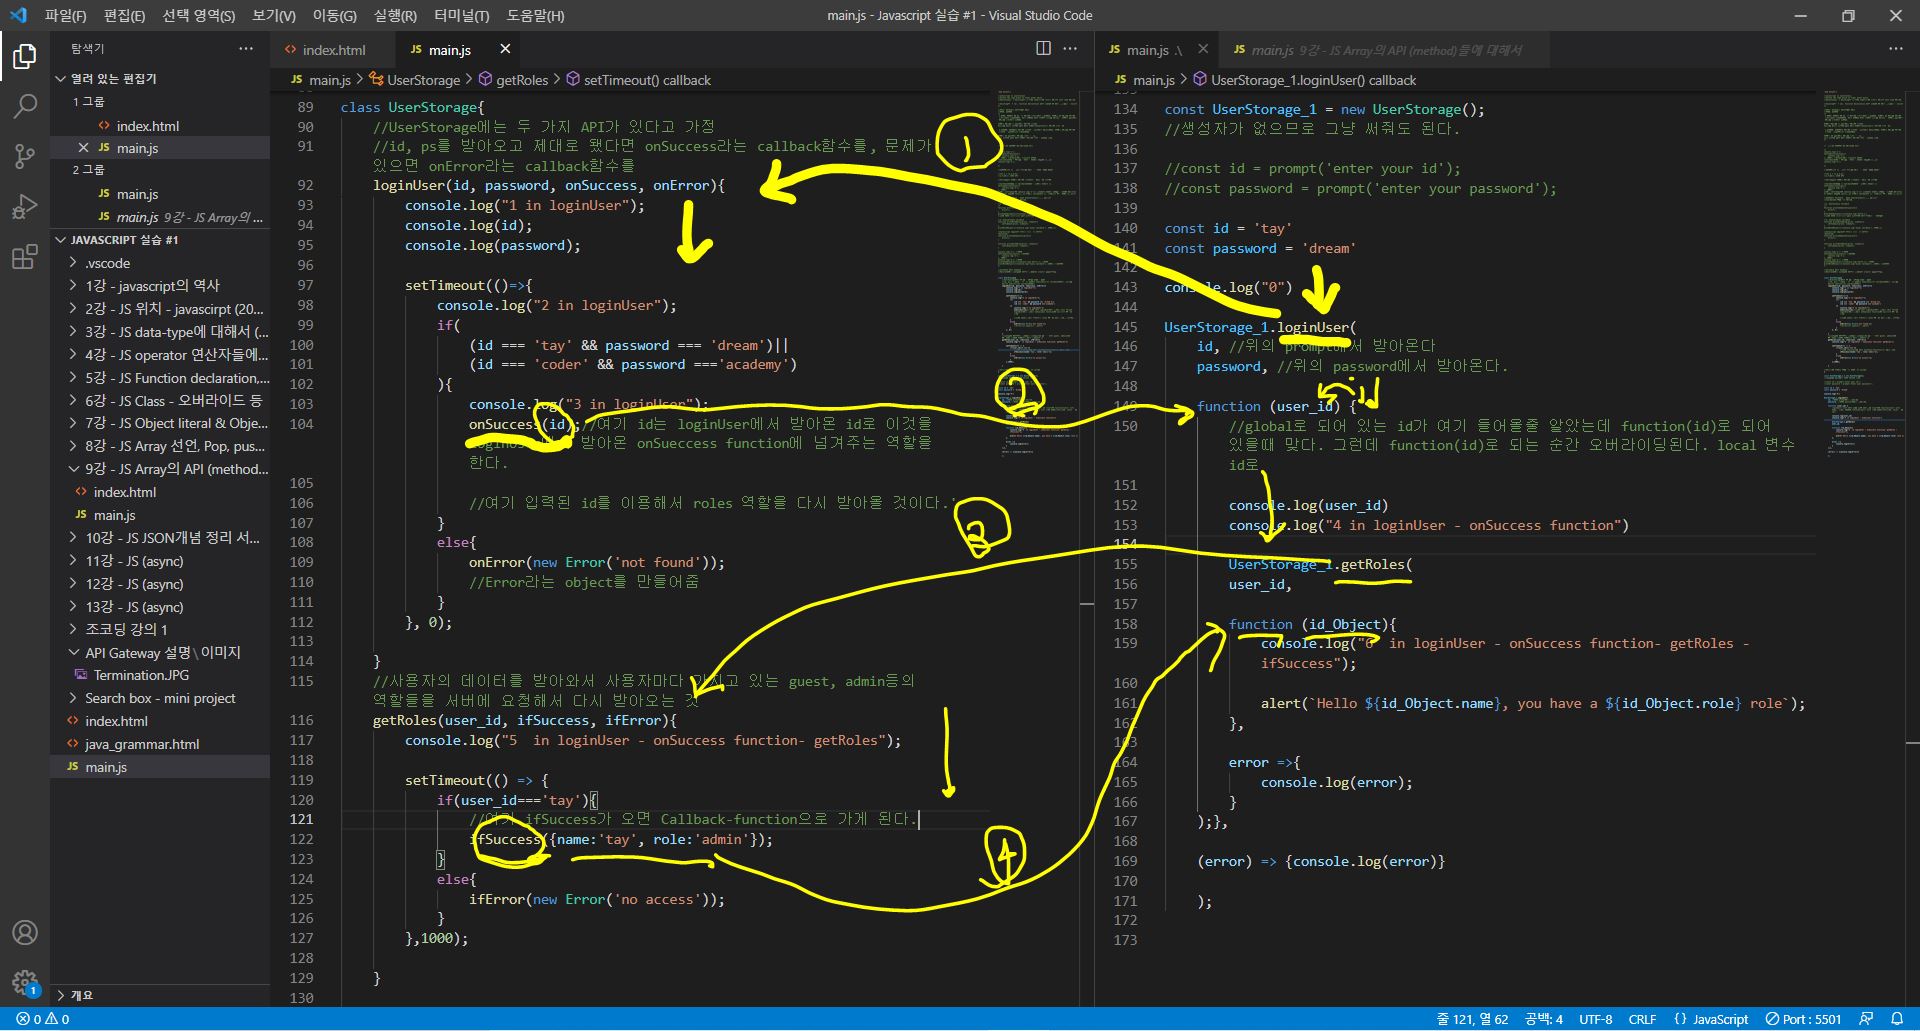 파일(F) 편집(E) 선택 영역(S) 보기(V) 이동(G) 실행(R) 터미널(T) 도움말(H)
main.js - Javascript 실습 #1 - Visual Studio Code
탐색기
열려 있는 편집기
1 그룹
index.html
JS main.js
2 그룹
JS main.js
JS main.js 9강 - JS Array의 ...
JAVASCRIPT 실습 #1
.vscode
1강 - javascript의 역사
2강 - JS 위치 - javascirpt (20...
3강 - JS data-type에 대해서 (...
4강 - JS operator 연산자들에...
5강 - JS Function declaration,...
6강 - JS Class - 오버라이드 등
7강 - JS Object literal & Obje...
8강 - JS Array 선언, Pop, pus...
9강 - JS Array의 API (method...
index.html
JS main.js
10강 - JS JSON개념 정리 서...
11강 - JS (async)
12강 - JS (async)
13강 - JS (async)
조코딩 강의 1
API Gateway 설명\이미지
Termination.JPG
Search box - mini project
index.html
java_grammar.html
JS main.js
개요
index.html
JS main.js
JS main.js > UserStorage > getRoles > setTimeout() callback
89 class UserStorage{
90 //UserStorage에는 두 가지 API가 있다고 가정
91 //id, ps를 받아오고 제대로 됐다면 onSuccess라는 callback함수를, 문제가
있으면 onError라는 callback함수를
92 loginUser(id, password, onSuccess, onError){
93 console.log("1 in loginUser");
94 console.log(id);
95 console.log(password);
96
97 setTimeout(()=>{
98 console.log("2 in loginUser");
99 if(
100 (id === 'tay' && password === 'dream')||
101 (id === 'coder' && password ==='academy')
102 ){
103 console.log("3 in loginUser");
104 onSuccess(id);//여기 id는 loginUser에서 받아온 id로 이것을
받아온 onSueccess function에 넘겨주는 역할을
한다.
105
106 //여기 입력된 id를 이용해서 roles 역할을 다시 받아올 것이다.'
107 }
108 else{
109 onError(new Error('not found'));
110 //Error라는 object를 만들어줌
111 }
112 }, 0);
113
114 }
115 //사용자의 데이터를 받아와서 사용자마다 가지고 있는 guest, admin등의
역할들을 서버에 요청해서 다시 받아오는 것
116 getRoles(user_id, ifSuccess, ifError){
117 console.log("5  in loginUser - onSuccess function- getRoles");
118
119 setTimeout(() => {
120 if(user_id==='tay'){
121 //여기 ifSuccess가 오면 Callback-function으로 가게 된다.
122 ifSuccess({name:'tay', role:'admin'});
123 }
124 else{
125 ifError(new Error('no access'));
126 }
127 },1000);
128
129 }
130
JS main.js .\
JS main.js 9강 - JS Array의 API (method)들에 대해서
JS main.js > UserStorage_1.loginUser() callback
134 const UserStorage_1 = new UserStorage();
135 //생성자가 없으므로 그냥 써줘도 된다.
136
137 //const id = prompt('enter your id');
138 //const password = prompt('enter your password');
139
140 const id = 'tay'
141 const password = 'dream'
142
143 console.log("0")
144
145 UserStorage_1.loginUser(
146 id, //위의 prompt에서 받아온다
147 password, //위의 password에서 받아온다.
148
149 function (user_id) {
150 //global로 되어 있는 id가 여기 들어올줄 알았는데 function(id)로 되어
있을때 맞다. 그런데 function(id)로 되는 순간 오버라이딩된다. local 변수
id로
151
152 console.log(user_id)
153 console.log("4 in loginUser - onSuccess function")
154
155 UserStorage_1.getRoles(
156 user_id,
157
158 function (id_Object){
159 console.log("6  in loginUser - onSuccess function- getRoles -
ifSuccess");
160
161 alert(`Hello ${id_Object.name}, you have a ${id_Object.role} role`);
162 },
163
164 error =>{
165 console.log(error);
166 }
167 );},
168
169 (error) => {console.log(error)}
170
171 );
172
173
1
2
3
4
id
1
0 0
줄 121, 열 62 공백: 4 UTF-8 CRLF {} JavaScript Port : 5501